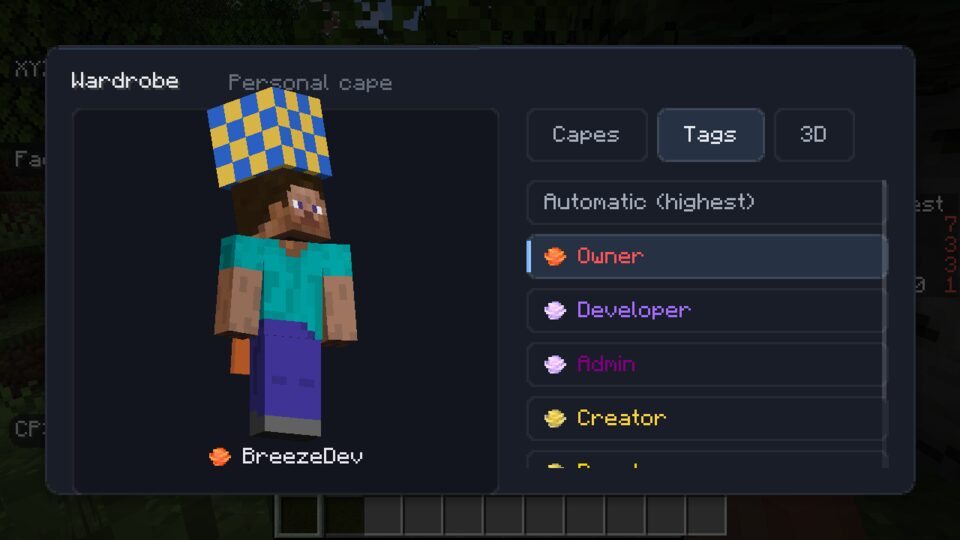 Wardrobe Personal cape
Capes Tags 3D
Automatic (highest)
Owner
Developer
Admin
Creator
BreezeDev